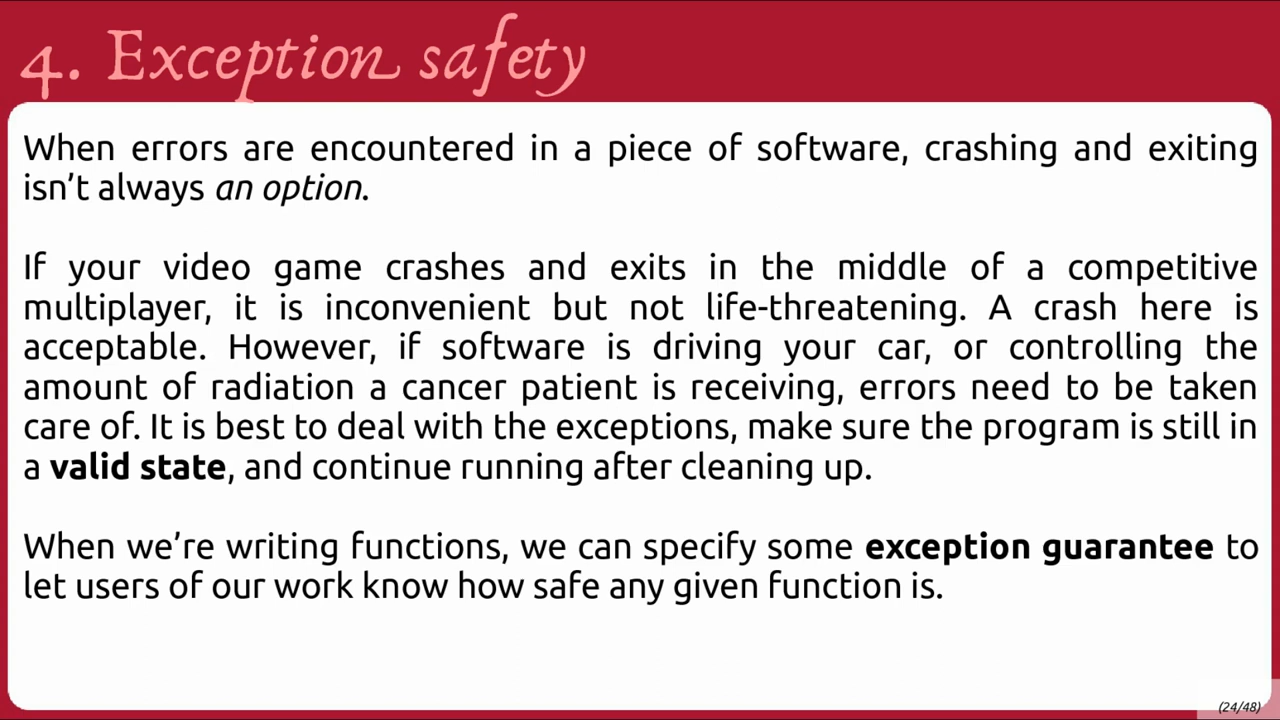 4. Exception safety
When errors are encountered in a piece of software, crashing and exiting
isn’t always an option.
If your video game crashes and exits in the middle of a competitive
multiplayer, it is inconvenient but not life-threatening. A crash here is
acceptable. However, if software is driving your car, or controlling the
amount of radiation a cancer patient is receiving, errors need to be taken
care of. It is best to deal with the exceptions, make sure the program is still in
a valid state, and continue running after cleaning up.
When we’re writing functions, we can specify some exception guarantee to
let users of our work know how safe any given function is.
(24/48)